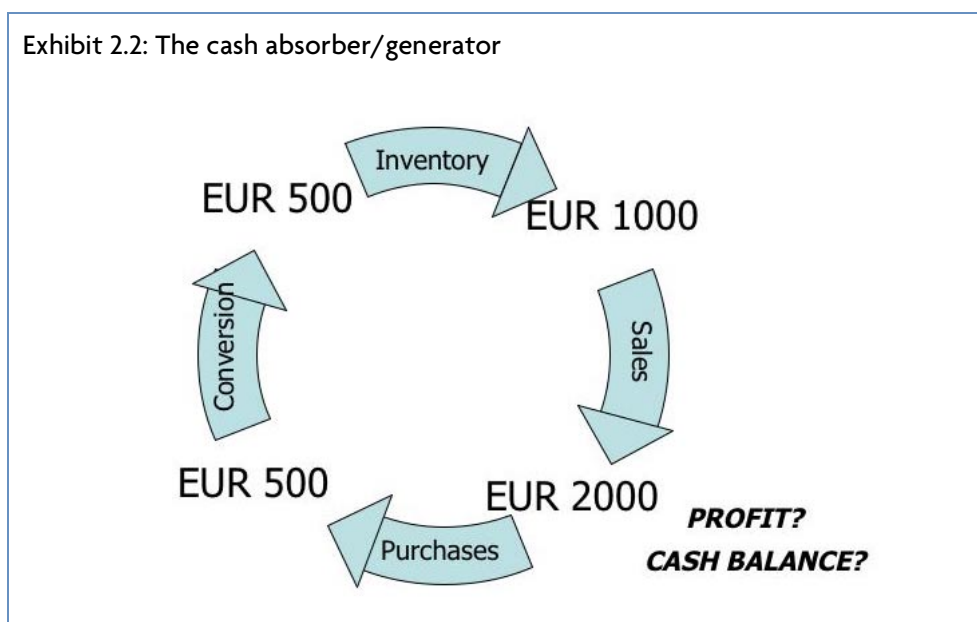 Exhibit 2.2: The cash absorber/generator
Inventory
EUR 500
EUR 1000
Conversion
Sales
EUR 500
EUR 2000
PROFIT?
Purchases
CASH BALANCE?